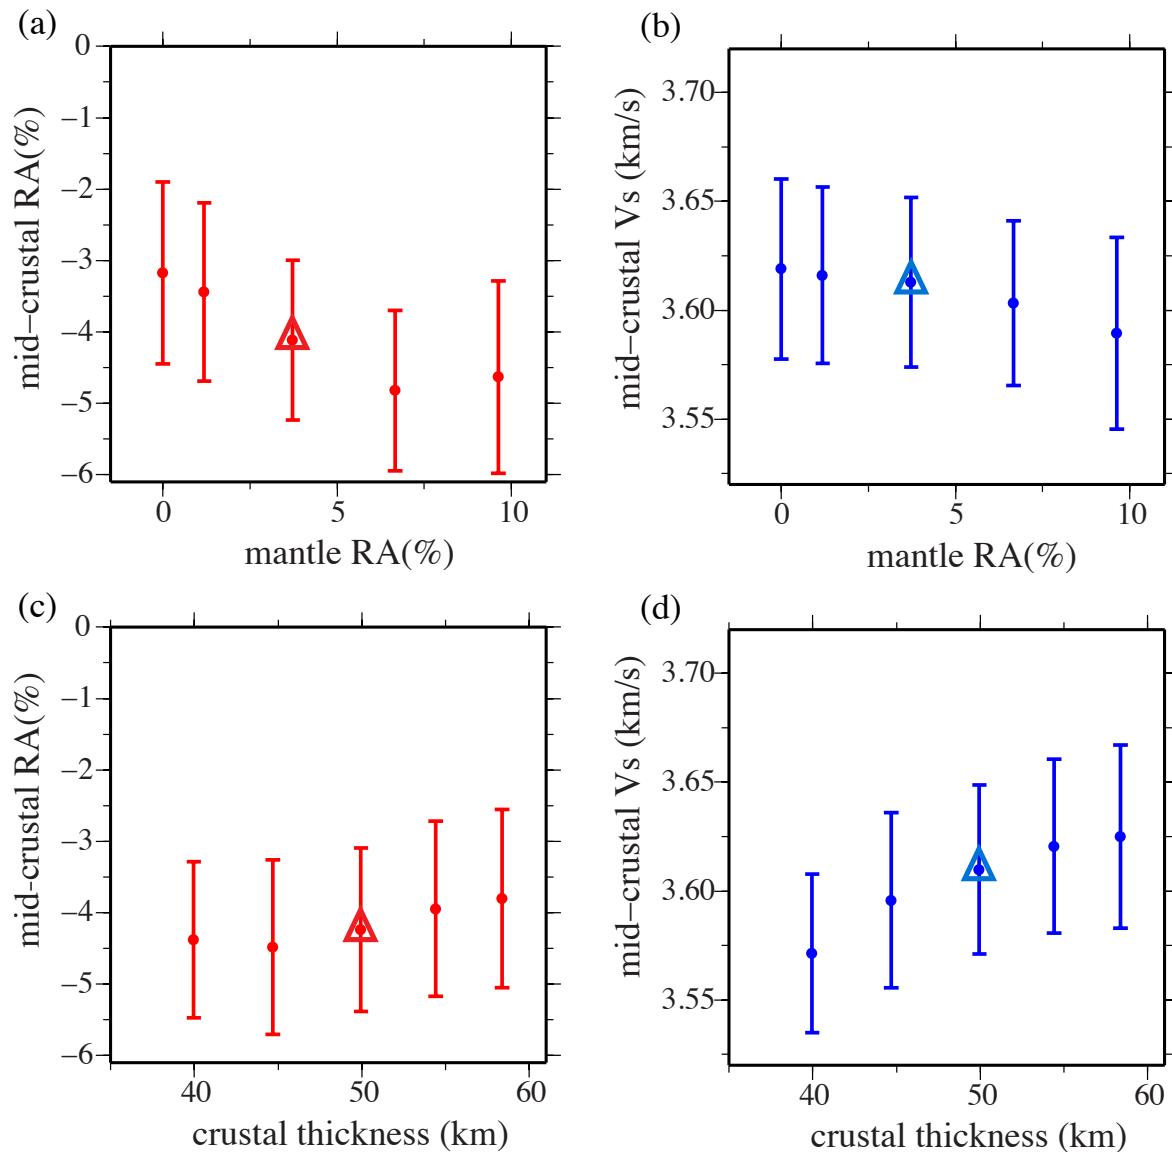 (a)
0
−1
−2
−3
−4
−5
−6
mid−crustal RA(%)
0 5 10
mantle RA(%)
(b)
3.70
3.65
3.60
3.55
mid−crustal Vs (km/s)
0 5 10
mantle RA(%)
(c)
0
−1
−2
−3
−4
−5
−6
mid-crustal RA(%)
40 50 60
crustal thickness (km)
(d)
3.70
3.65
3.60
3.55
mid−crustal Vs (km/s)
40 50 60
crustal thickness (km)